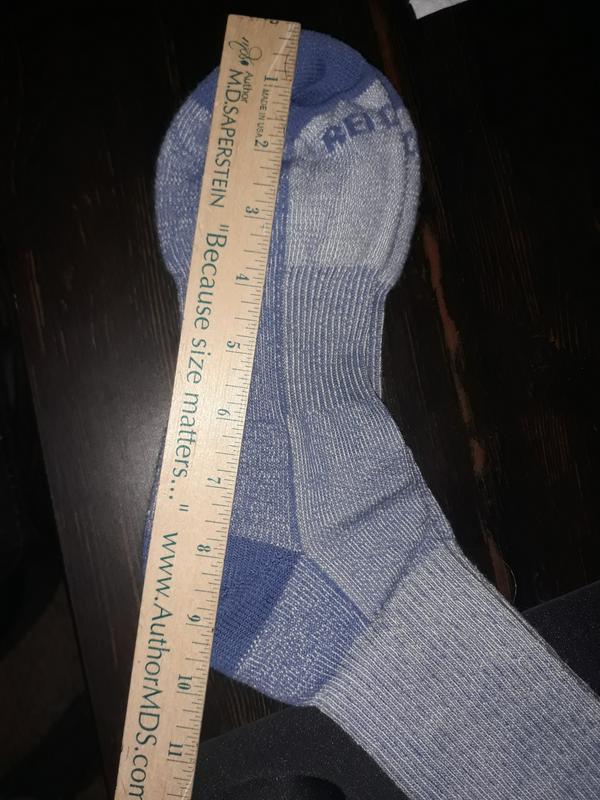 Author
M.D.SAPERSTEIN
"Because size matters..."
www.AuthorMDS.com
MADE IN USA
1
2
3
4
5
6
7
8
9
10
11
REI